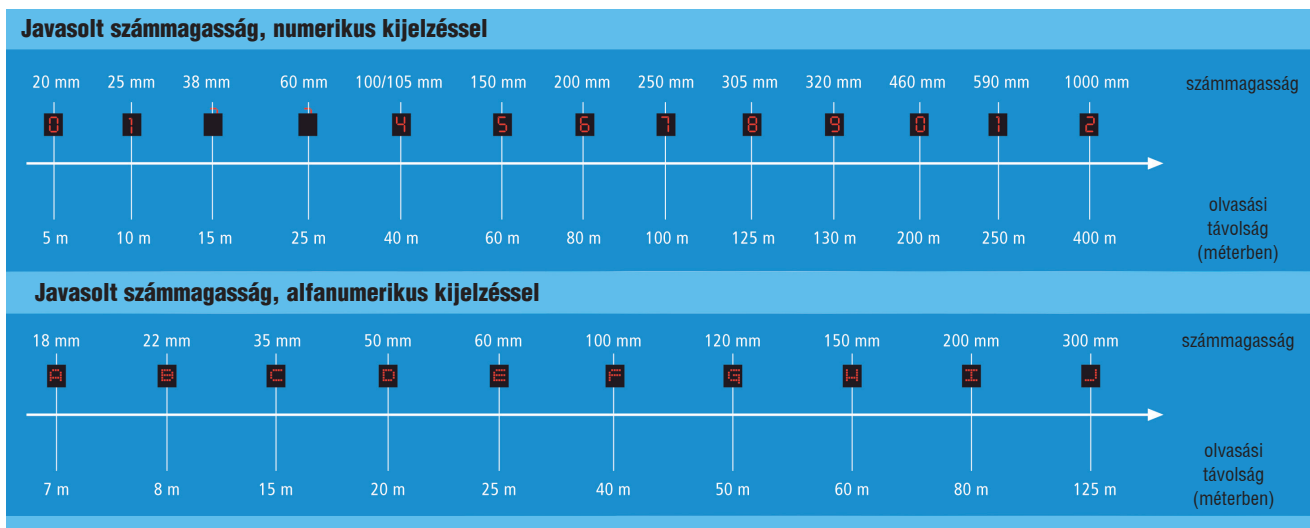 Javasolt számmagasság, numerikus kijelzéssel
20 mm 25 mm 38 mm 60 mm 100/105 mm 150 mm 200 mm 250 mm 305 mm 320 mm 460 mm 590 mm 1000 mm számmagasság
0 1 4 5 6 7 8 9 0 1 2
5 m 10 m 15 m 25 m 40 m 60 m 80 m 100 m 125 m 130 m 200 m 250 m 400 m
olvasási
távolság
(méterben)
Javasolt számmagasság, alfanumerikus kijelzéssel
18 mm 22 mm 35 mm 50 mm 60 mm 100 mm 120 mm 150 mm 200 mm 300 mm számmagasság
A B C D E F G H I J
7 m 8 m 15 m 20 m 25 m 40 m 50 m 60 m 80 m 125 m
olvasási
távolság
(méterben)